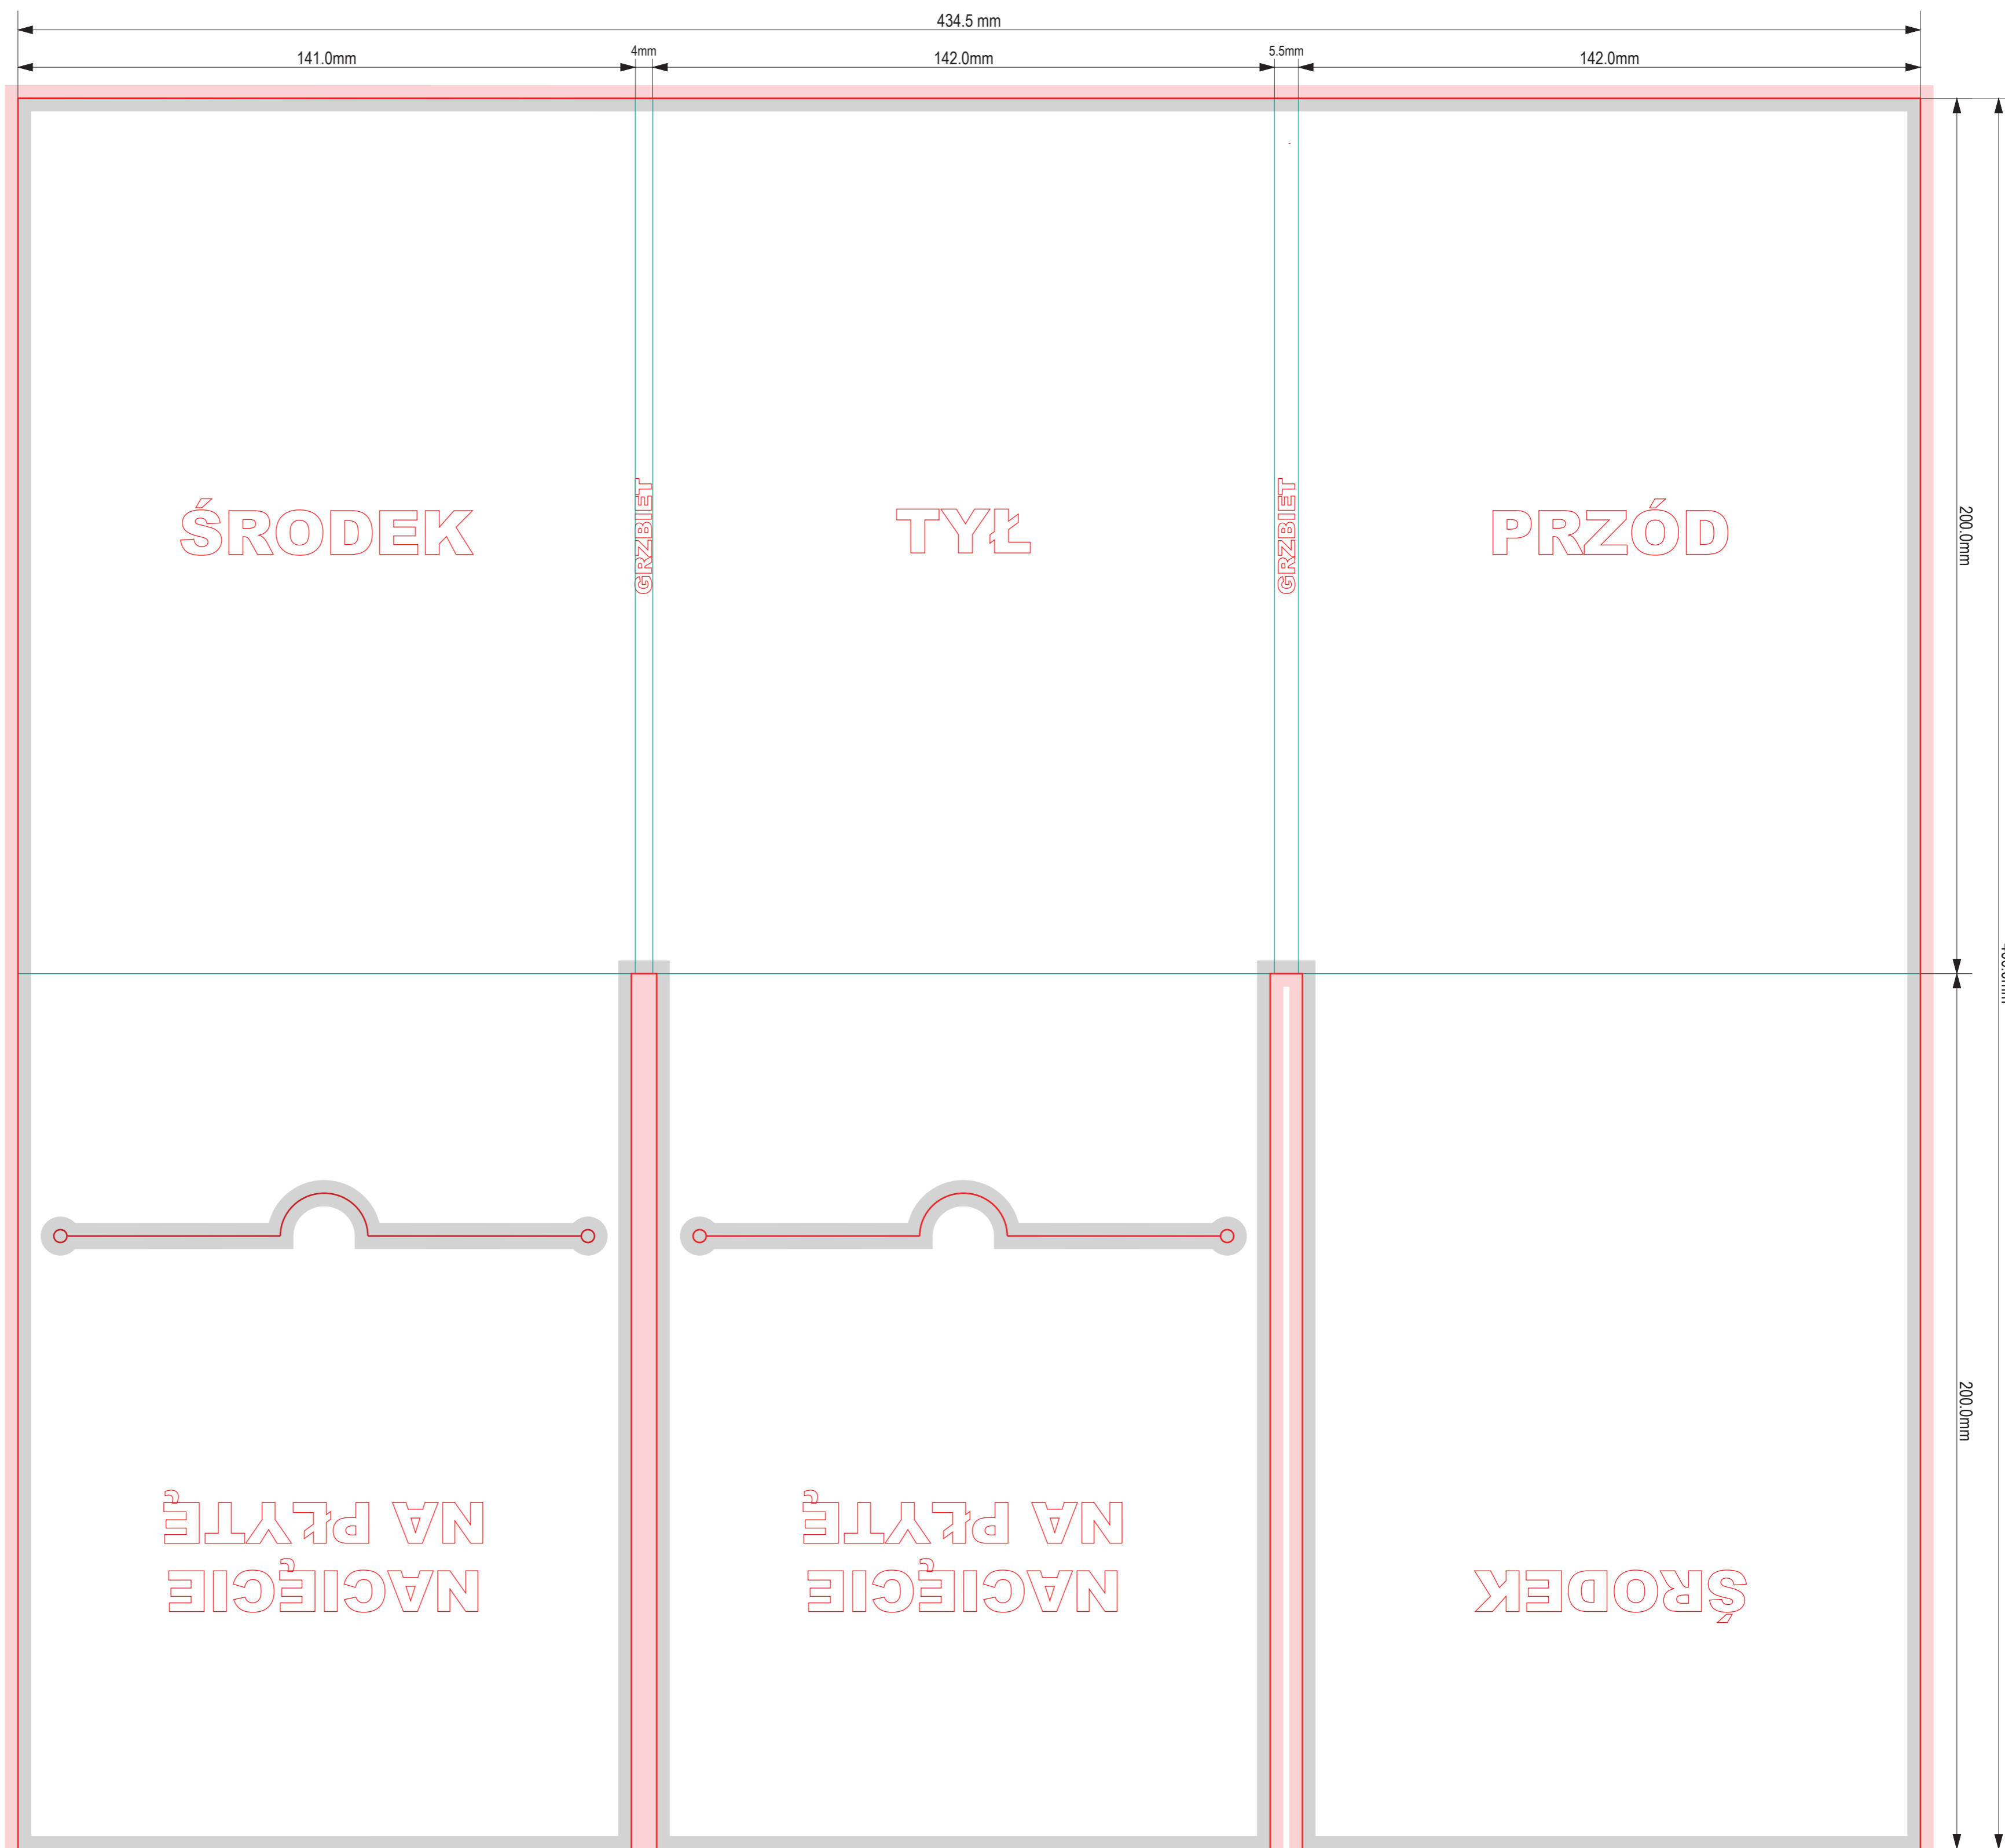 434.5 mm
141.0mm
4mm
142.0mm
5.5mm
142.0mm
ŚRODEK
GRZBIET
TYŁ
GRZBIET
PRZÓD
200.0mm
200.0mm
NACIĘCIE
NA PŁYTĘ
NACIĘCIE
NA PŁYTĘ
ŚRODEK